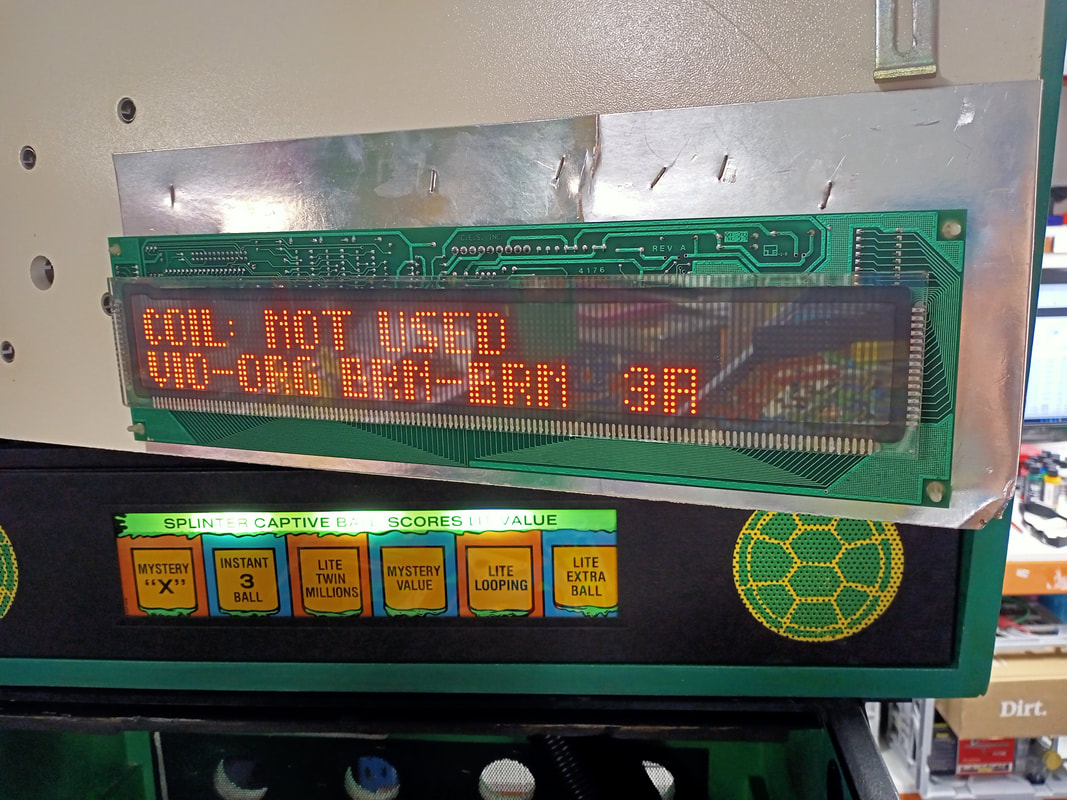 REV A
4176
COIL: NOT USED
VIO-ORG BRN-BRN 3A
SPLINTER CAPTIVE BALL SCORES LIT VALUE
MYSTERY "X"
INSTANT 3 BALL
LITE TWIN MILLIONS
MYSTERY VALUE
LITE LOOPING
LITE EXTRA BALL
Dirt.